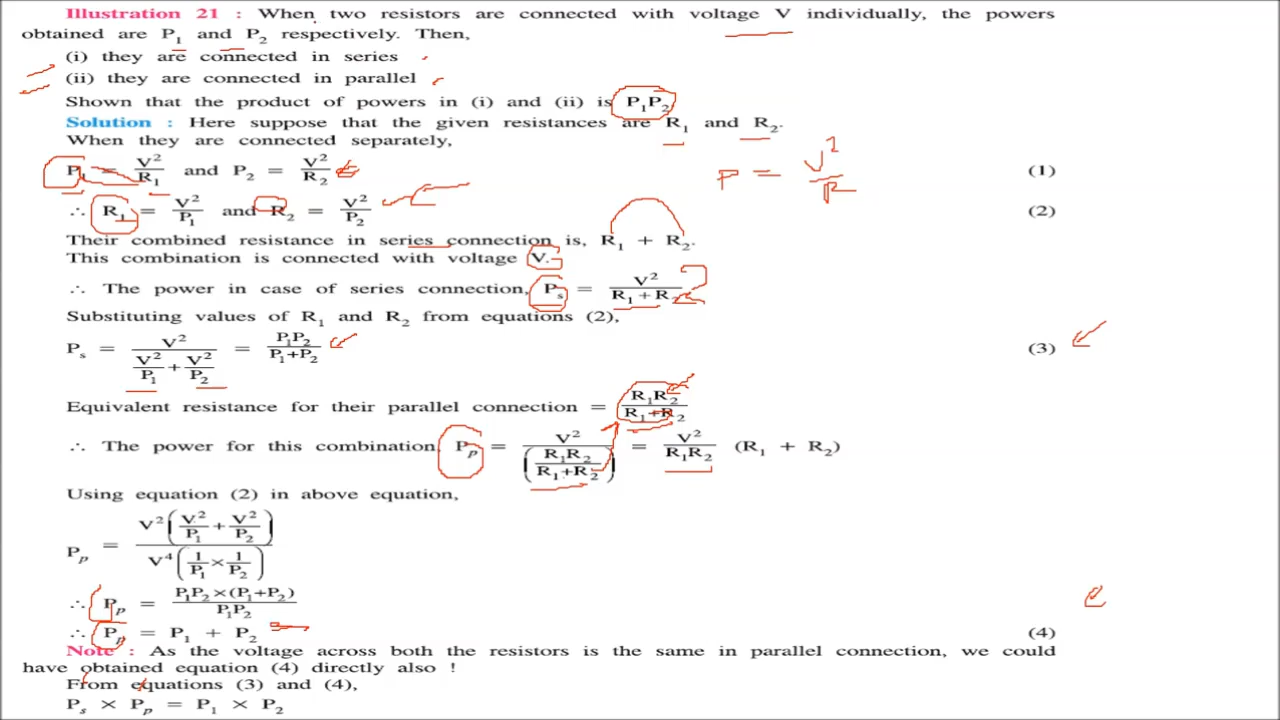 Illustration 21 : When two resistors are connected with voltage V individually, the powers
obtained are P₁ and P₂ respectively. Then,
(i) they are connected in series
(ii) they are connected in parallel
Shown that the product of powers in (i) and (ii) is P₁P₂
Solution : Here suppose that the given resistances are R₁ and R₂.
When they are connected separately,
P₁ = V²/R₁ and P₂ = V²/R₂ (1)
P = V²/R
∴ R₁ = V²/P₁ and R₂ = V²/P₂ (2)
Their combined resistance in series connection is, R₁ + R₂.
This combination is connected with voltage V.
∴ The power in case of series connection, Pₛ = V²/(R₁ + R₂)
Substituting values of R₁ and R₂ from equations (2),
Pₛ = V²/(V²/P₁ + V²/P₂) = P₁P₂/(P₁+P₂) (3)
Equivalent resistance for their parallel connection = R₁R₂/(R₁+R₂)
∴ The power for this combination, Pₚ = V²/(R₁R₂/(R₁+R₂)) = V²/R₁R₂ (R₁ + R₂)
Using equation (2) in above equation,
Pₚ = V²(V²/P₁ + V²/P₂)/V⁴(1/P₁ × 1/P₂)
∴ Pₚ = P₁P₂ × (P₁+P₂)/P₁P₂
∴ Pₚ = P₁ + P₂ (4)
Note : As the voltage across both the resistors is the same in parallel connection, we could
have obtained equation (4) directly also !
From equations (3) and (4),
Pₛ × Pₚ = P₁ × P₂